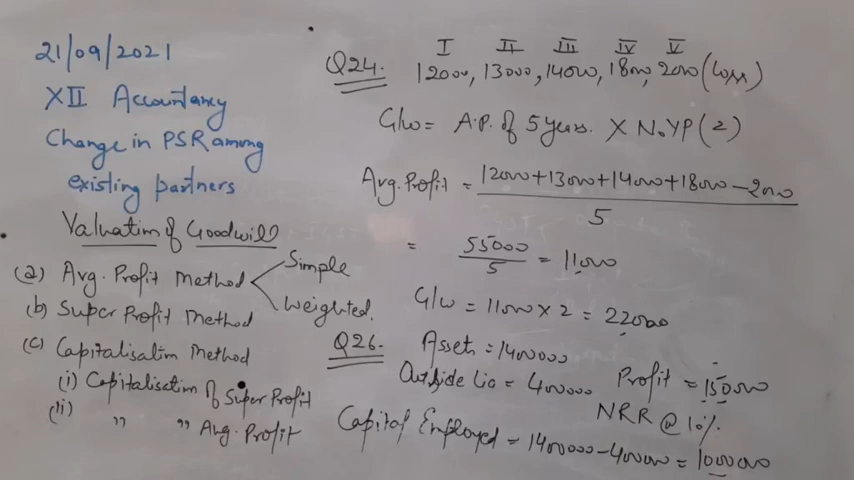 21/09/2021
XII Accountancy
Change in PSR among
existing partners
Valuation of Goodwill
(a) Avg. Profit Method < Simple
Weighted.
(b) Super Profit Method
(c) Capitalisation Method
(i) Capitalisation of Super Profit
(ii) " " Avg. Profit
I II III IV V
Q24. 12000, 13000, 14000, 18000, 2000 (Loss)
G/w = A.P. of 5 years. X No. YP (2)
Avg. Profit = 12000+13000+14000+18000-2000
5
= 55000
5
= 11000
G/w = 11000 x 2 = 22000
Q26. Assets = 1400000
Outside Lia = 400000 Profit = 150000
NRR @ 10%.
Capital Employed = 1400000-400000 = 1000000